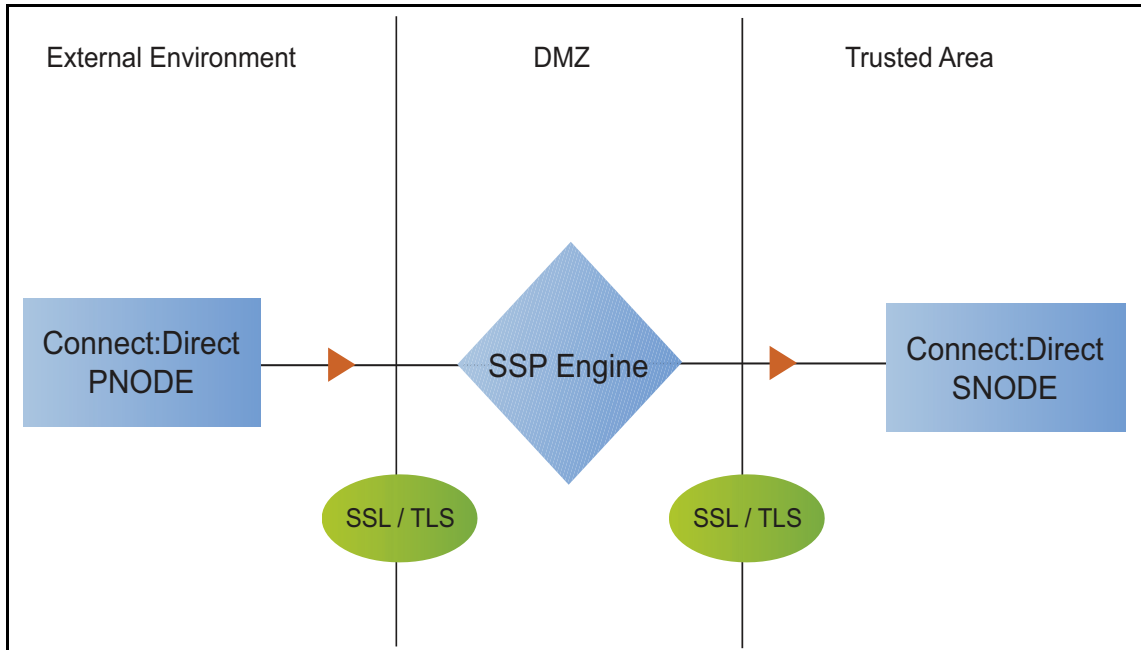 External Environment
DMZ
Trusted Area
Connect:Direct
PNODE
SSP Engine
Connect:Direct
SNODE
SSL / TLS
SSL / TLS